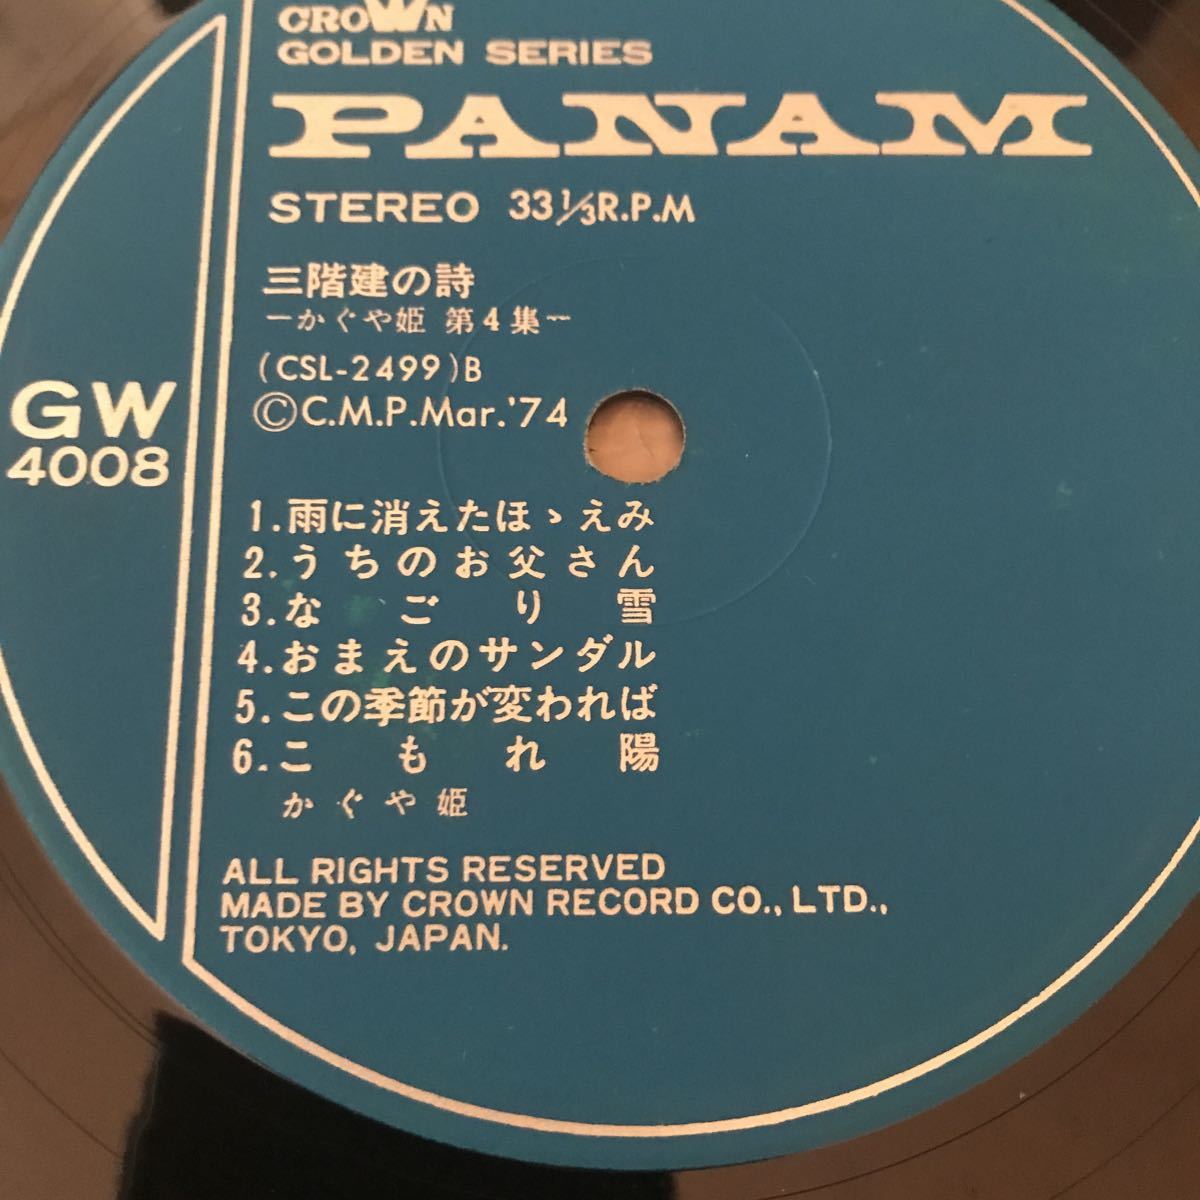 CROWN
GOLDEN SERIES
PANAM
STEREO 33 1/3 R.P.M
三階建の詩
ーかぐや姫 第4集ー
(CSL-2499)B
©C.M.P.Mar.'74
GW
4008
1.雨に消えたほゝえみ
2.うちのお父さん
3.なごり雪
4.おまえのサンダル
5.この季節が変われば
6.こもれ陽
かぐや姫
ALL RIGHTS RESERVED
MADE BY CROWN RECORD CO., LTD.,
TOKYO, JAPAN.